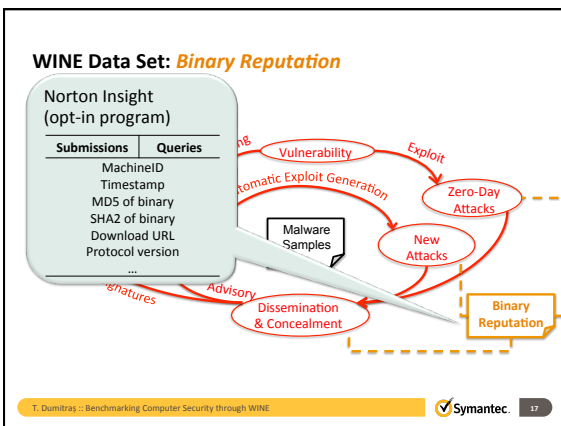 WINE Data Set: Binary Reputation
Norton Insight
(opt-in program)
Submissions Queries
MachineID
Timestamp
MD5 of binary
SHA2 of binary
Download URL
Protocol version
...
Vulnerability
Exploit
Zero-Day
Attacks
Exploit Generation
Malware
Samples
New
Attacks
Advisory
Dissemination
& Concealment
Binary
Reputation
T. Dumitraș :: Benchmarking Computer Security through WINE
Symantec.
17